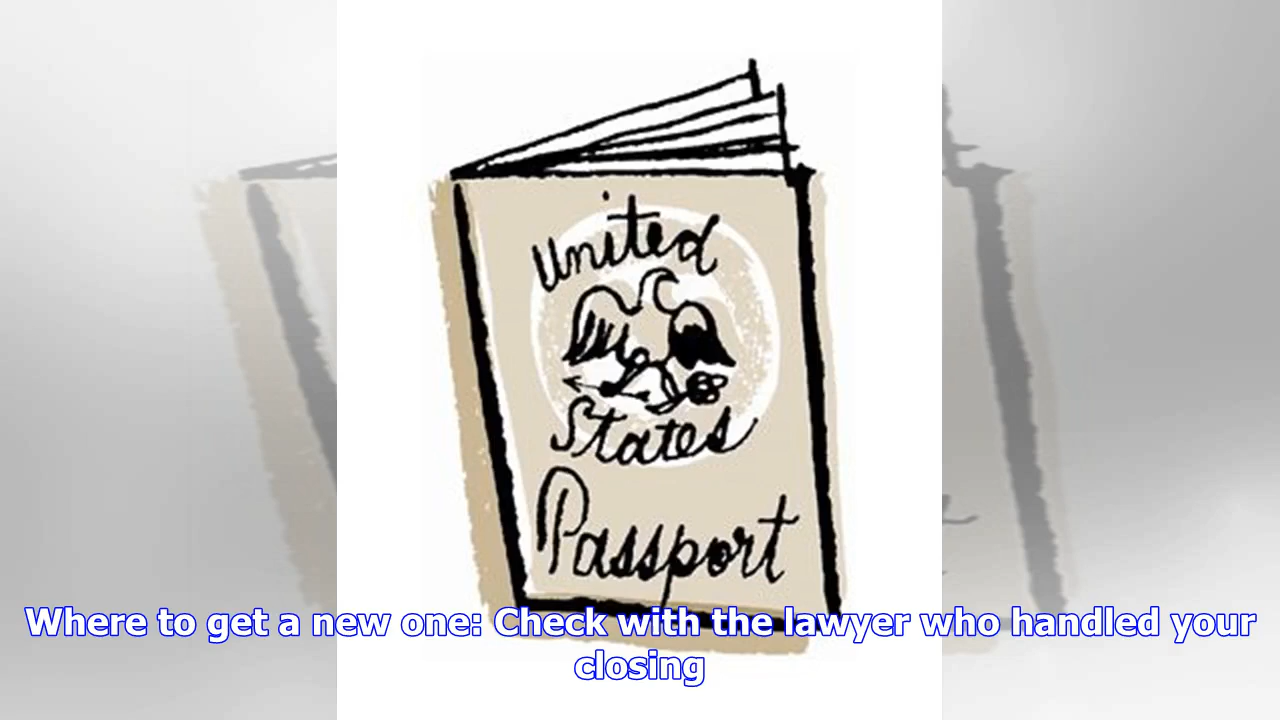 United
States
Passport
Where to get a new one: Check with the lawyer who handled your
closing